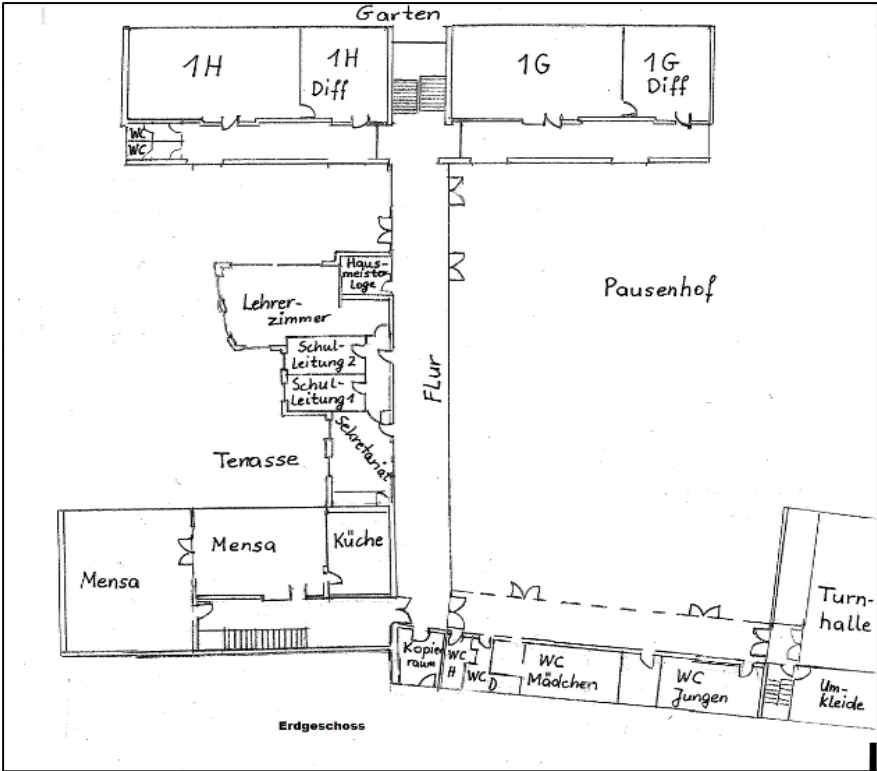 Garten
1H
1H
Diff
1G
1G
Diff
WC
WC
Haus-
meister
Loge
Lehrer-
zimmer
Pausenhof
Schul-
Leitung 2
Schul-
Leitung 1
Flur
Sekretariat
Terrasse
Mensa
Mensa
Küche
Turn-
halle
Kopier
raum
WC
H
WC
D
WC
Mädchen
WC
Jungen
Um-
kleide
Erdgeschoss